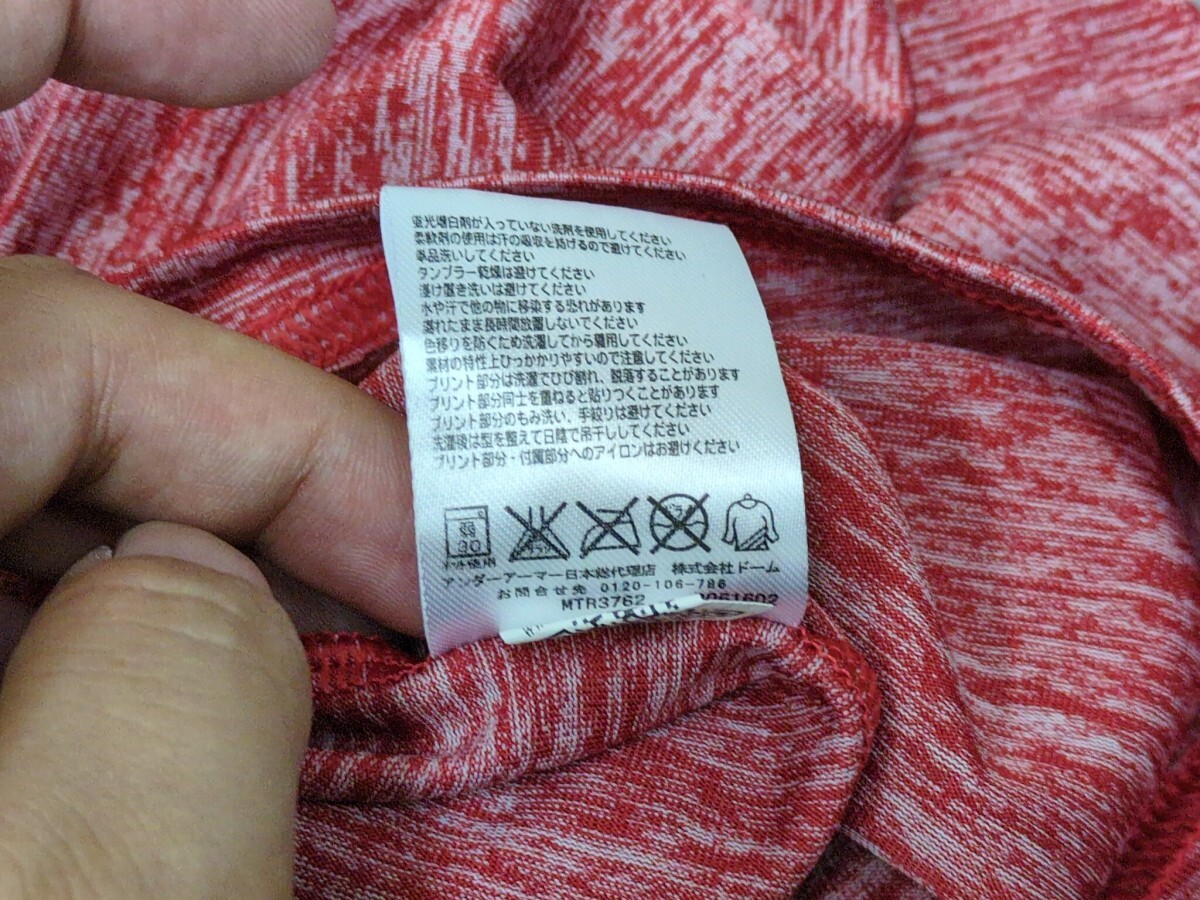 蛍光増白剤が入っていない洗剤を使用してください
柔軟剤の使用は汗の吸収を妨げるので避けてください
単品洗いしてください
タンブラー乾燥は避けてください
浸け置き洗いは避けてください
水や汗で他の物に移染する恐れがあります
濡れたまま長時間放置しないでください
色移りを防ぐため洗濯してから着用してください
素材の特性上ひっかかりやすいので注意してください
プリント部分は洗濯でひび割れ、脱落することがあります
プリント部分同士を重ねると貼りつくことがあります
プリント部分のもみ洗い、手絞りは避けてください
洗濯後は型を整えて日陰で吊干ししてください
プリント部分・付属部分へのアイロンはお避けください
弱
30
ネット使用
アンダーアーマー日本総代理店 株式会社ドーム
お問合せ先 0120-106-786
MTR3762 061602